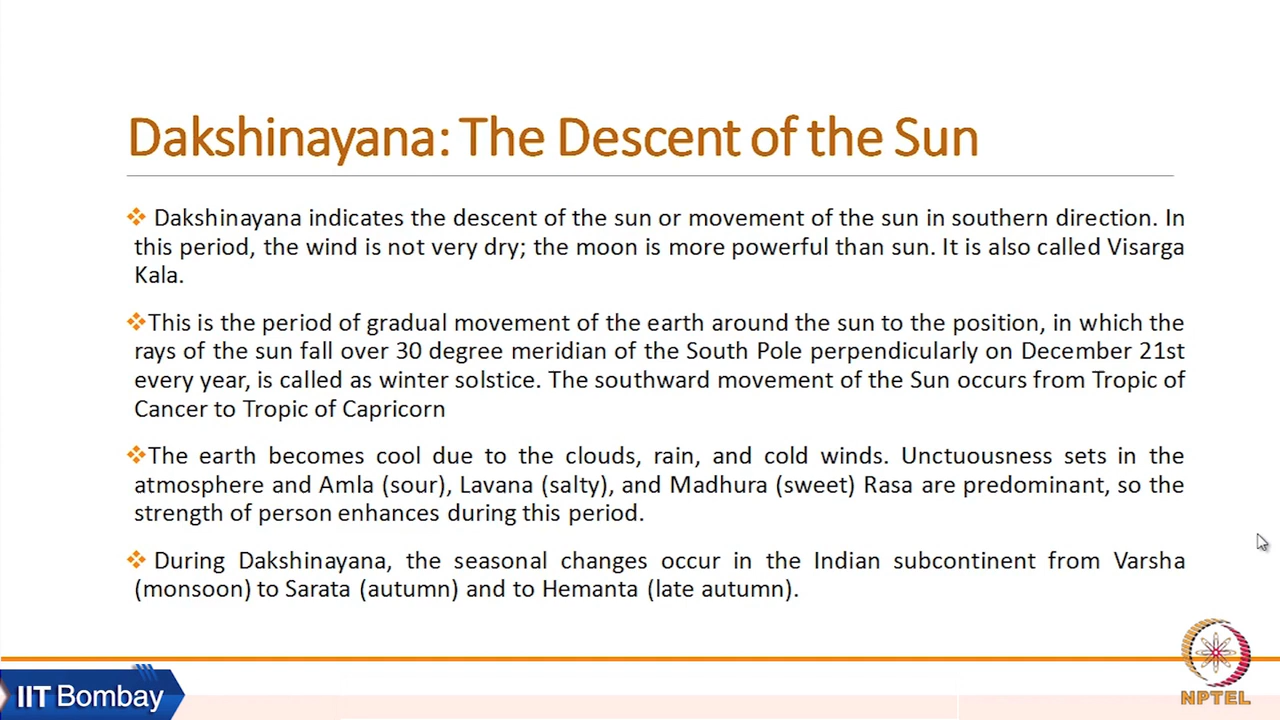 Dakshinayana: The Descent of the Sun
❖ Dakshinayana indicates the descent of the sun or movement of the sun in southern direction. In
this period, the wind is not very dry; the moon is more powerful than sun. It is also called Visarga
Kala.
❖This is the period of gradual movement of the earth around the sun to the position, in which the
rays of the sun fall over 30 degree meridian of the South Pole perpendicularly on December 21st
every year, is called as winter solstice. The southward movement of the Sun occurs from Tropic of
Cancer to Tropic of Capricorn
❖The earth becomes cool due to the clouds, rain, and cold winds. Unctuousness sets in the
atmosphere and Amla (sour), Lavana (salty), and Madhura (sweet) Rasa are predominant, so the
strength of person enhances during this period.
❖ During Dakshinayana, the seasonal changes occur in the Indian subcontinent from Varsha
(monsoon) to Sarata (autumn) and to Hemanta (late autumn).
IIT Bombay
NPTEL